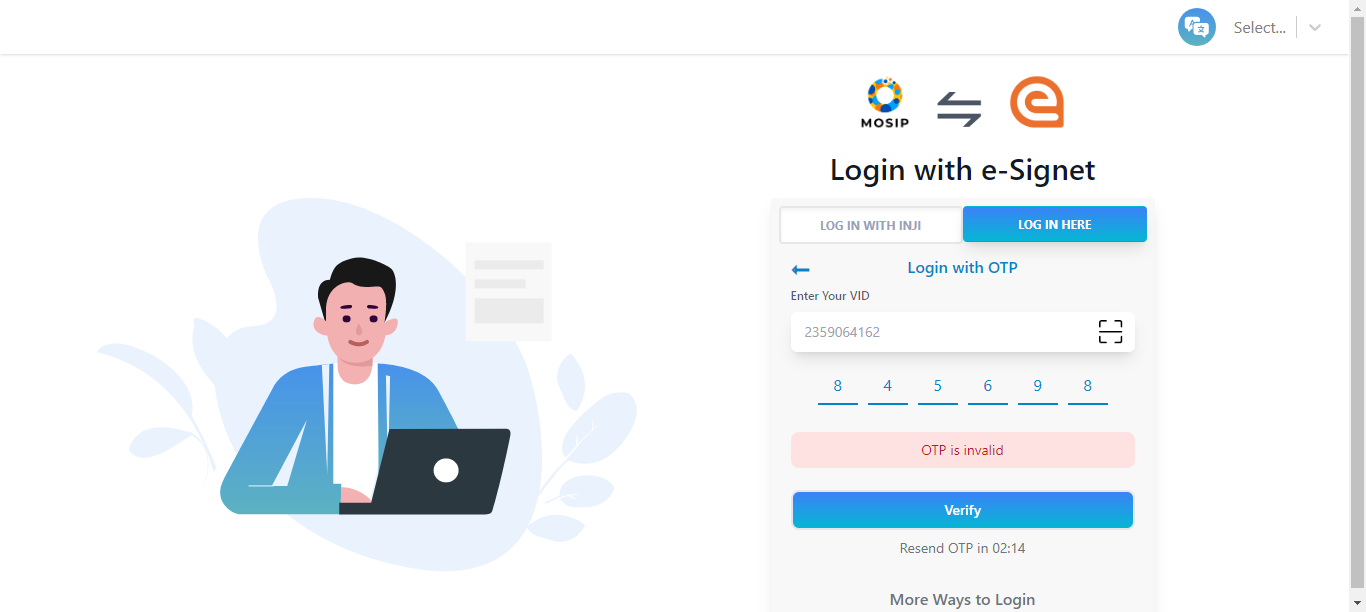 Select...
MOSIP
Login with e-Signet
LOG IN WITH INJI
LOG IN HERE
Login with OTP
Enter Your VID
2359064162
8 4 5 6 9 8
OTP is invalid
Verify
Resend OTP in 02:14
More Ways to Login